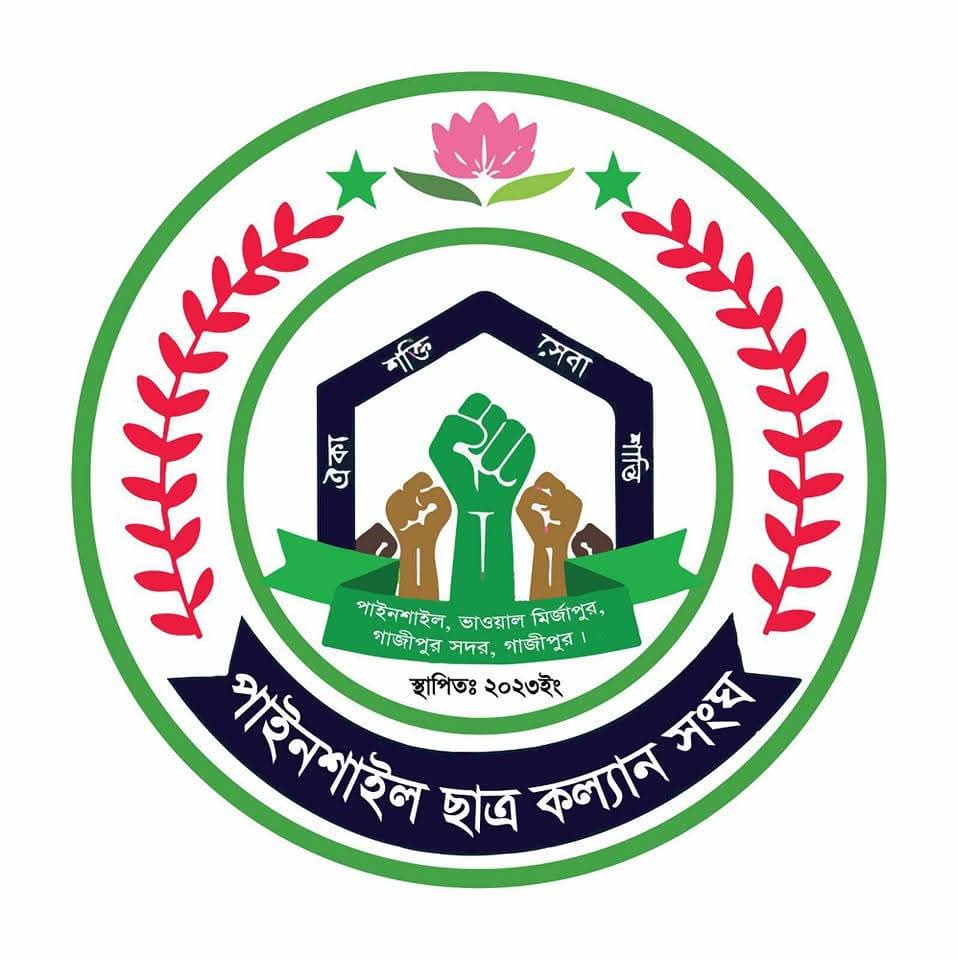 ঐক্য
শক্তি
সেবা
শান্তি
পাইনশাইল, ভাওয়াল মির্জাপুর,
গাজীপুর সদর, গাজীপুর।
স্থাপিতঃ ২০২৩ইং
পাইনশাইল ছাত্র কল্যান সংঘ